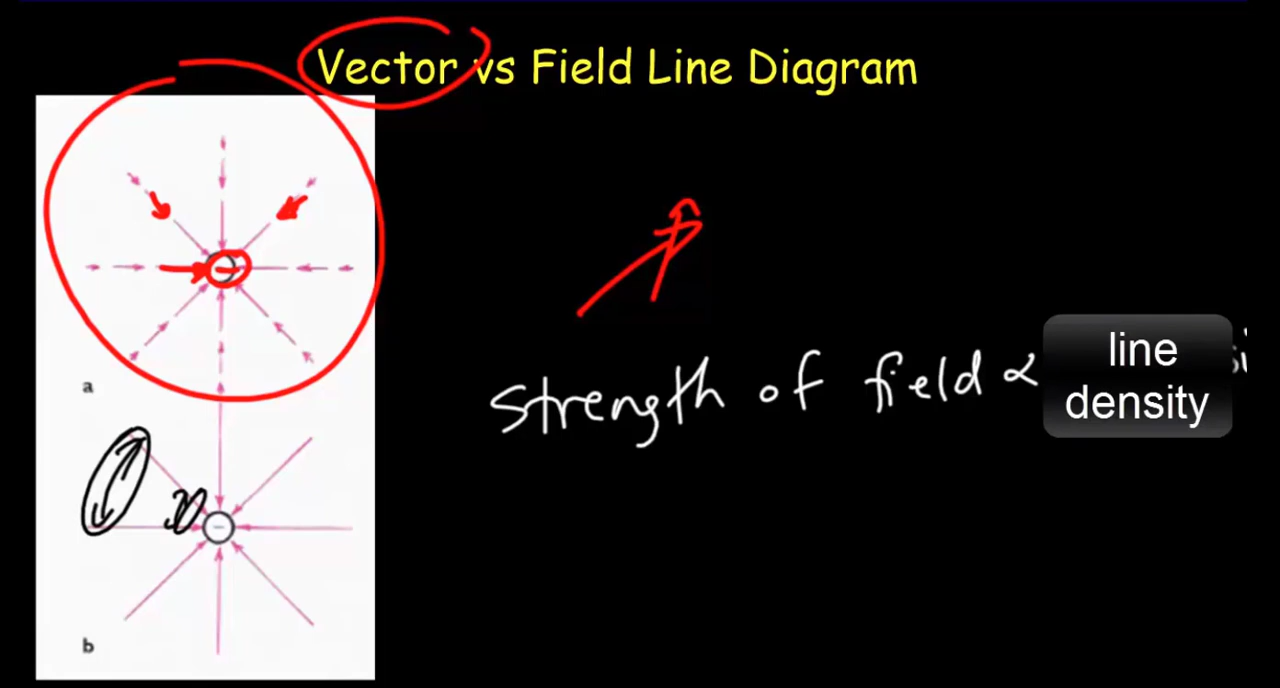 Vector vs Field Line Diagram
a
Strength of field ∝ line density
b